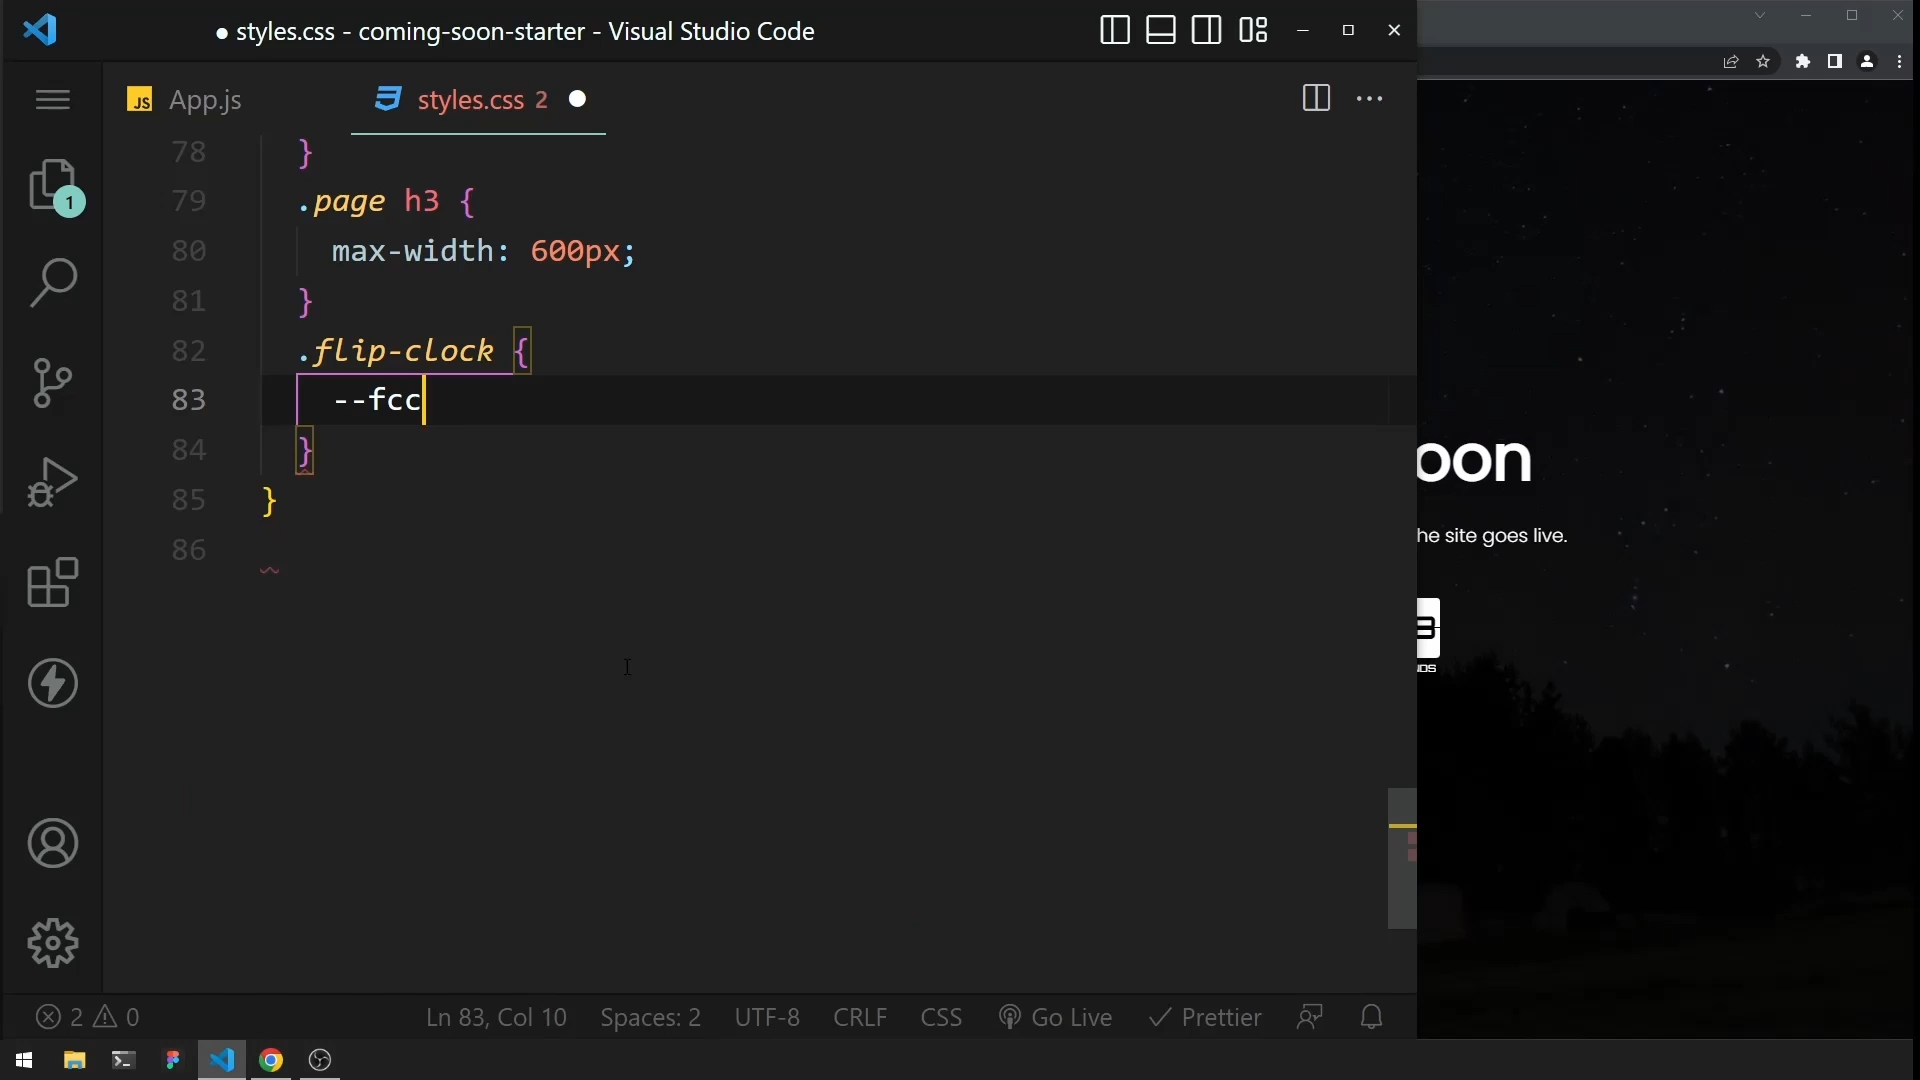 ● styles.css - coming-soon-starter - Visual Studio Code
JS App.js
styles.css 2
1
78 }
79 .page h3 {
80 max-width: 600px;
81 }
82 .flip-clock {
83 --fcc
84 }
85 }
86
oon
he site goes live.
2 0
Ln 83, Col 10
Spaces: 2
UTF-8
CRLF
CSS
Go Live
Prettier